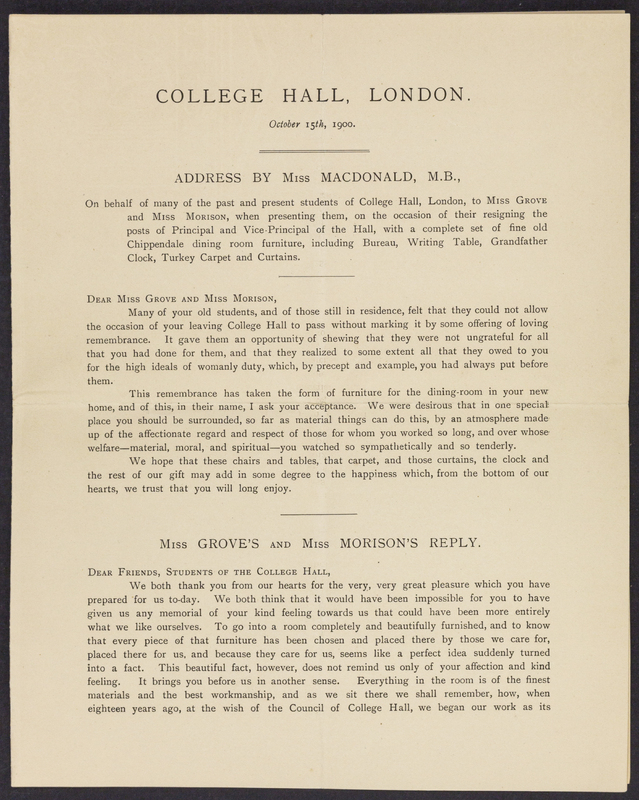 COLLEGE HALL, LONDON.
October 15th, 1900.
ADDRESS BY Miss MACDONALD, M.B.,
On behalf of many of the past and present students of College Hall, London, to Miss Grove
and Miss Morison, when presenting them, on the occasion of their resigning the
posts of Principal and Vice-Principal of the Hall, with a complete set of fine old
Chippendale dining room furniture, including Bureau, Writing Table, Grandfather
Clock, Turkey Carpet and Curtains.
Dear Miss Grove and Miss Morison,
Many of your old students, and of those still in residence, felt that they could not allow
the occasion of your leaving College Hall to pass without marking it by some offering of loving
remembrance. It gave them an opportunity of shewing that they were not ungrateful for all
that you had done for them, and that they realized to some extent all that they owed to you
for the high ideals of womanly duty, which, by precept and example, you had always put before
them.
This remembrance has taken the form of furniture for the dining-room in your new
home, and of this, in their name, I ask your acceptance. We were desirous that in one special
place you should be surrounded, so far as material things can do this, by an atmosphere made
up of the affectionate regard and respect of those for whom you worked so long, and over whose
welfare—material, moral, and spiritual—you watched so sympathetically and so tenderly.
We hope that these chairs and tables, that carpet, and those curtains, the clock and
the rest of our gift may add in some degree to the happiness which, from the bottom of our
hearts, we trust that you will long enjoy.
Miss GROVE'S and Miss MORISON'S REPLY.
Dear Friends, Students of the College Hall,
We both thank you from our hearts for the very, very great pleasure which you have
prepared for us to-day. We both think that it would have been impossible for you to have
given us any memorial of your kind feeling towards us that could have been more entirely
what we like ourselves. To go into a room completely and beautifully furnished, and to know
that every piece of that furniture has been chosen and placed there by those we care for,
placed there for us, and because they care for us, seems like a perfect idea suddenly turned
into a fact. This beautiful fact, however, does not remind us only of your affection and kind
feeling. It brings you before us in another sense. Everything in the room is of the finest
materials and the best workmanship, and as we sit there we shall remember, how, when
eighteen years ago, at the wish of the Council of College Hall, we began our work as its